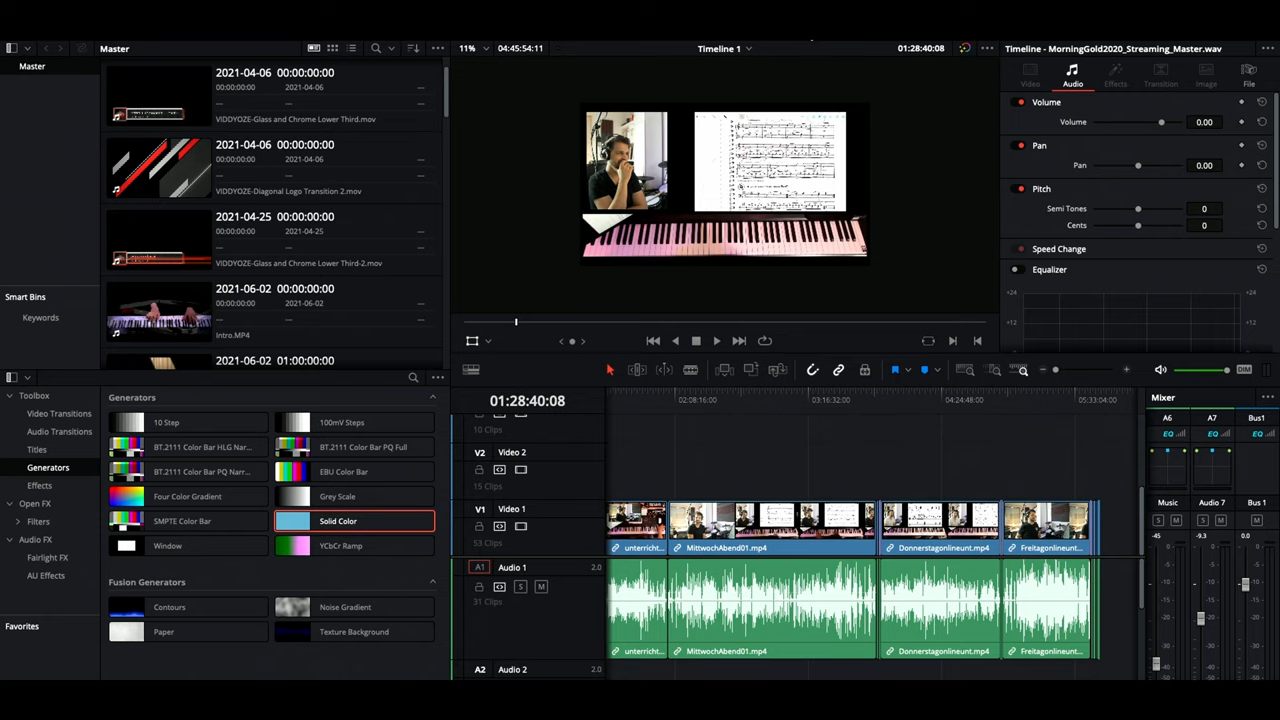 Master
11%
04:45:54:11
Timeline 1
01:28:40:08
Timeline - MorningGold2020_Streaming_Master.wav
Master
Smart Bins
Keywords
2021-04-06 00:00:00:00
00:00:00:00 2021-04-06
VIDDYOZE-Glass and Chrome Lower Third.mov
2021-04-06 00:00:00:00
00:00:00:00 2021-04-06
VIDDYOZE-Diagonal Logo Transition 2.mov
2021-04-25 00:00:00:00
00:00:00:00 2021-04-25
VIDDYOZE-Glass and Chrome Lower Third-2.mov
2021-06-02 00:00:00:00
00:00:00:00 2021-06-02
Intro.MP4
2021-06-02 01:00:00:00
Video Audio Effects Transition Image File
Volume
Volume 0.00
Pan
Pan 0.00
Pitch
Semi Tones 0
Cents 0
Speed Change
Equalizer
+24 +24
+12 +12
DIM
Toolbox
Video Transitions
Audio Transitions
Titles
Generators
Effects
Open FX
Filters
Audio FX
Fairlight FX
AU Effects
Favorites
Generators
10 Step 100mV Steps
BT.2111 Color Bar HLG Nar... BT.2111 Color Bar PQ Full
BT.2111 Color Bar PQ Narr... EBU Color Bar
Four Color Gradient Grey Scale
SMPTE Color Bar Solid Color
Window YCbCr Ramp
Fusion Generators
Contours Noise Gradient
Paper Texture Background
01:28:40:08
02:08:16:00 03:16:32:00 04:24:48:00 05:33:04:00
10 Clips
V2 Video 2
15 Clips
V1 Video 1
53 Clips
unterricht... MittwochAbend01.mp4 Donnerstagonlineunt... Freitagonlineunt...
A1 Audio 1 2.0
S M
31 Clips
unterricht... MittwochAbend01.mp4 Donnerstagonlineunt... Freitagonlineunt...
A2 Audio 2 2.0
Mixer
A6 A7 Bus1
EQ EQ EQ
Music Audio 7 Bus 1
S M S M M
-45 -9.3 0.0